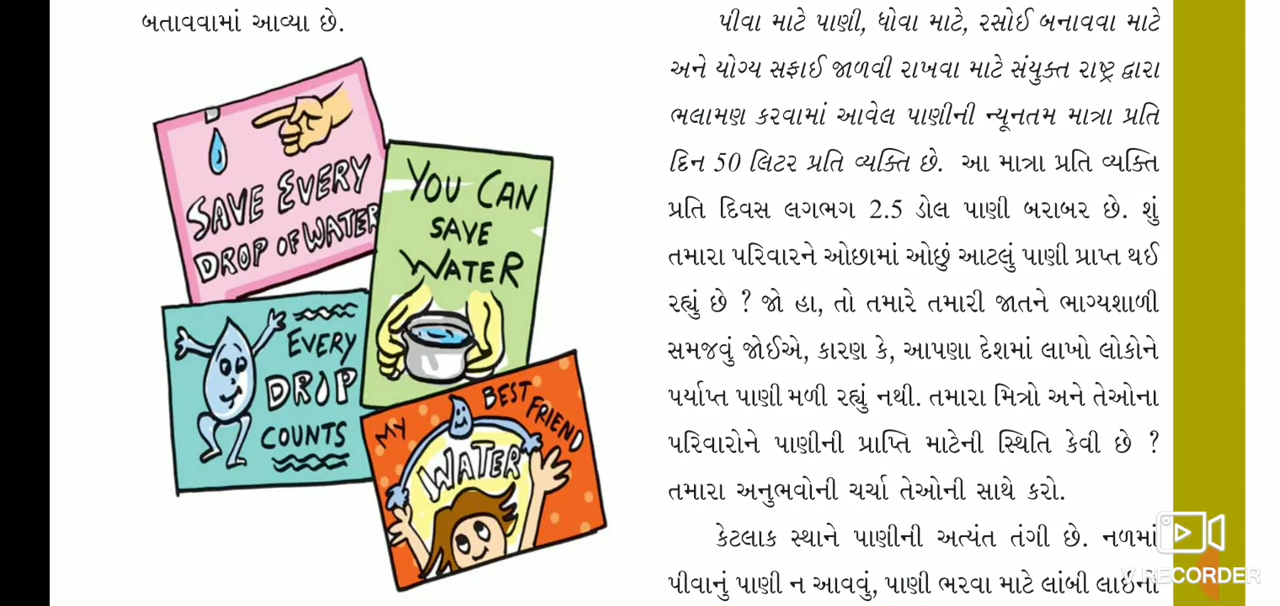 બતાવવામાં આવ્યા છે.
SAVE EVERY
DROP OF WATER
YOU CAN
SAVE
WATER
EVERY
DROP
COUNTS
MY BEST FRIEND
WATER
પીવા માટે પાણી, ધોવા માટે, રસોઈ બનાવવા માટે
અને યોગ્ય સફાઈ જાળવી રાખવા માટે સંયુક્ત રાષ્ટ્ર દ્વારા
ભલામણ કરવામાં આવેલ પાણીની ન્યૂનતમ માત્રા પ્રતિ
દિન 50 લિટર પ્રતિ વ્યક્તિ છે. આ માત્રા પ્રતિ વ્યક્તિ
પ્રતિ દિવસ લગભગ 2.5 ડોલ પાણી બરાબર છે. શું
તમારા પરિવારને ઓછામાં ઓછું આટલું પાણી પ્રાપ્ત થઈ
રહ્યું છે ? જો હા, તો તમારે તમારી જાતને ભાગ્યશાળી
સમજવું જોઈએ, કારણ કે, આપણા દેશમાં લાખો લોકોને
પર્યાપ્ત પાણી મળી રહ્યું નથી. તમારા મિત્રો અને તેઓના
પરિવારોને પાણીની પ્રાપ્તિ માટેની સ્થિતિ કેવી છે ?
તમારા અનુભવોની ચર્ચા તેઓની સાથે કરો.
કેટલાક સ્થાને પાણીની અત્યંત તંગી છે. નળમાં
પીવાનું પાણી ન આવવું, પાણી ભરવા માટે લાંબી લાઇનો
V RECORDER